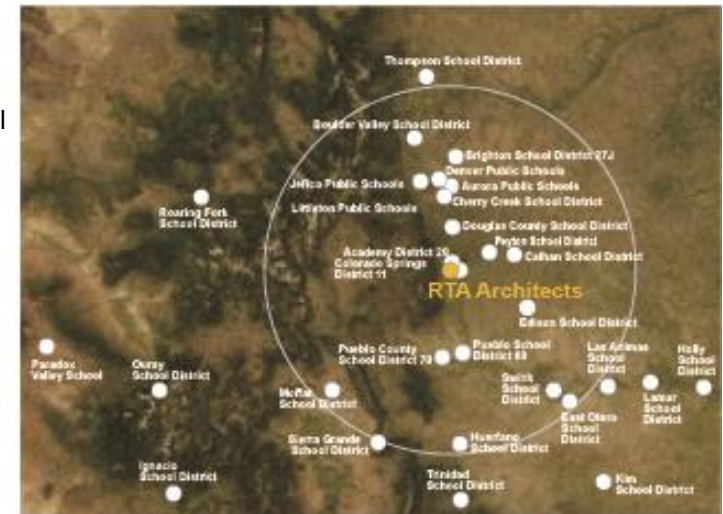 l
Thompson School District
Boulder Valley School District
Brighton School District 27J
Denver Public Schools
Jeffco Public Schools
Aurora Public Schools
Cherry Creek School District
Littleton Public Schools
Roaring Fork
School District
Douglas County School District
Peyton School District
Academy District 20
Calhan School District
Colorado Springs
District 11
RTA Architects
Edison School District
Pueblo County
School District 70
Pueblo School
District 60
Las Animas
School
District
Holly
School
District
Paradox
Valley School
Ouray
School District
Moffat
School District
Swink
School
District
Lamar
School
District
East Otero
School
District
Sierra Grande
School District
Huerfano
School District
Ignacio
School District
Trinidad
School District
Kim
School District